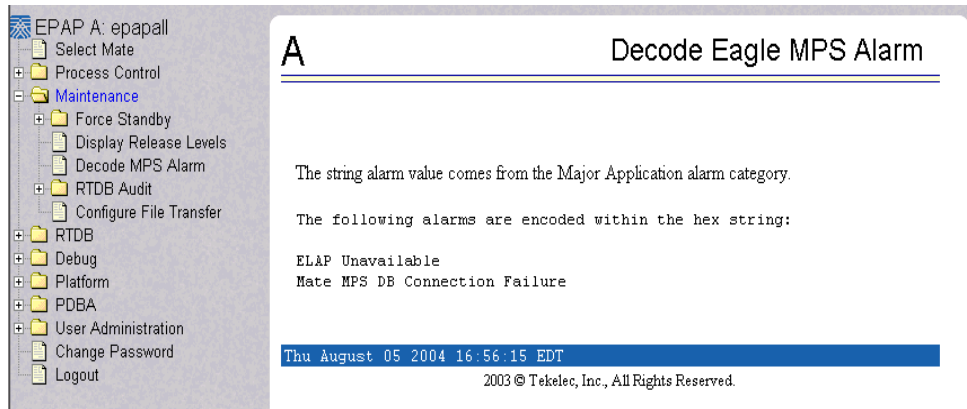 EPAP A: epapall
Select Mate
Process Control
Maintenance
Force Standby
Display Release Levels
Decode MPS Alarm
RTDB Audit
Configure File Transfer
RTDB
Debug
Platform
PDBA
User Administration
Change Password
Logout
A
Decode Eagle MPS Alarm
The string alarm value comes from the Major Application alarm category.
The following alarms are encoded within the hex string:
ELAP Unavailable
Mate MPS DB Connection Failure
Thu August 05 2004 16:56:15 EDT
2003 © Tekelec, Inc., All Rights Reserved.